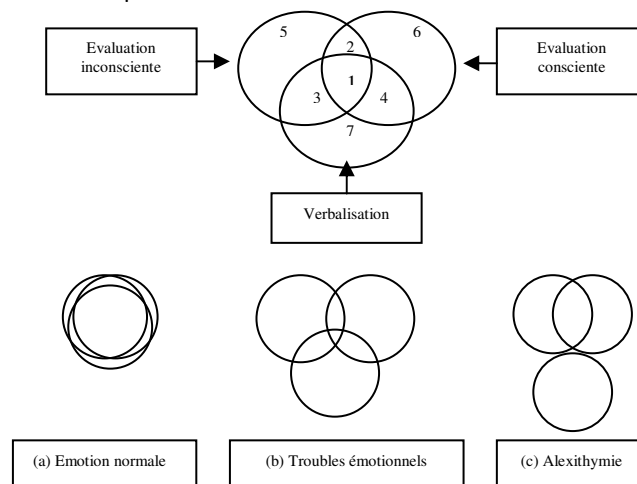 Evaluation
inconsciente
5
2
6
1
3
4
7
Evaluation
consciente
Verbalisation
(a) Emotion normale
(b) Troubles émotionnels
(c) Alexithymie